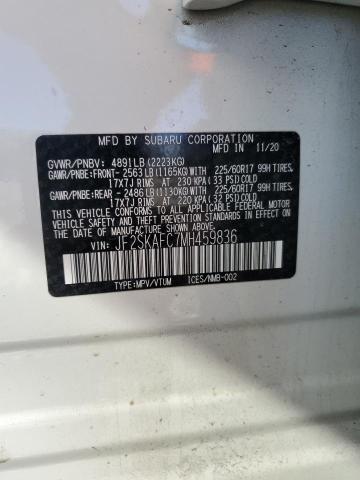 MFD BY SUBARU CORPORATION
MFD IN 11/20
GVWR/PNBV: 4891LB(2223KG)
GAWR/PNBE:FRONT- 2563LB(1165KG)WITH 225/60R17 99H TIRES,
17X7J RIMS AT 230 KPA(33 PSI)COLD
GAWR/PNBE:REAR - 2486LB(1130KG)WITH 225/60R17 99H TIRES,
17X7J RIMS AT 220 KPA(32 PSI)COLD
THIS VEHICLE CONFORMS TO ALL APPLICABLE FEDERAL MOTOR
VEHICLE SAFETY, BUMPER, AND THEFT PREVENTION STANDARDS
IN EFFECT ON THE DATE OF MANUFACTURE SHOWN ABOVE.
VIN: JF2SKAFC7MH459836
TYPE:MPV/VTUM ICES/NMB-002